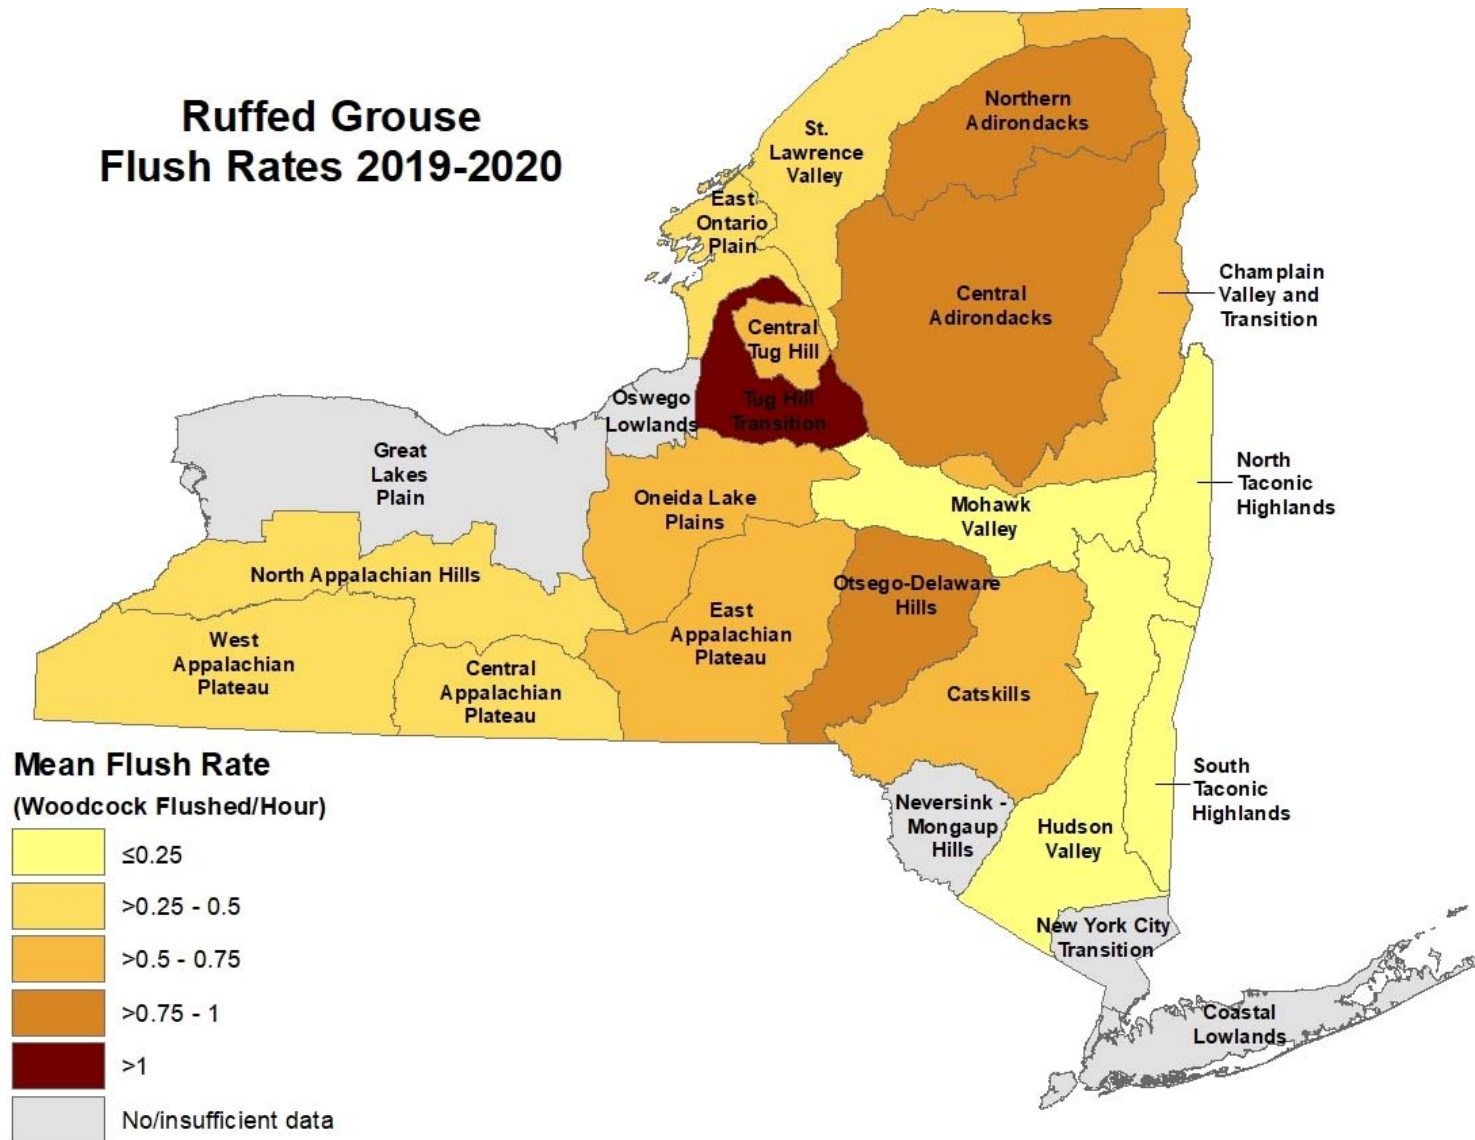 Ruffed Grouse
Flush Rates 2019-2020
Northern
Adirondacks
St.
Lawrence
Valley
East
Ontario
Plain
Champlain
Valley and
Transition
Central
Adirondacks
Central
Tug Hill
Oswego
Lowlands
Tug Hill
Transition
Great
Lakes
Plain
North
Taconic
Highlands
Oneida Lake
Plains
Mohawk
Valley
North Appalachian Hills
Otsego-Delaware
Hills
East
Appalachian
Plateau
West
Appalachian
Plateau
Central
Appalachian
Plateau
Catskills
South
Taconic
Highlands
Neversink -
Mongaup
Hills
Hudson
Valley
New York City
Transition
Coastal
Lowlands
Mean Flush Rate
(Woodcock Flushed/Hour)
≤0.25
>0.25 - 0.5
>0.5 - 0.75
>0.75 - 1
>1
No/insufficient data